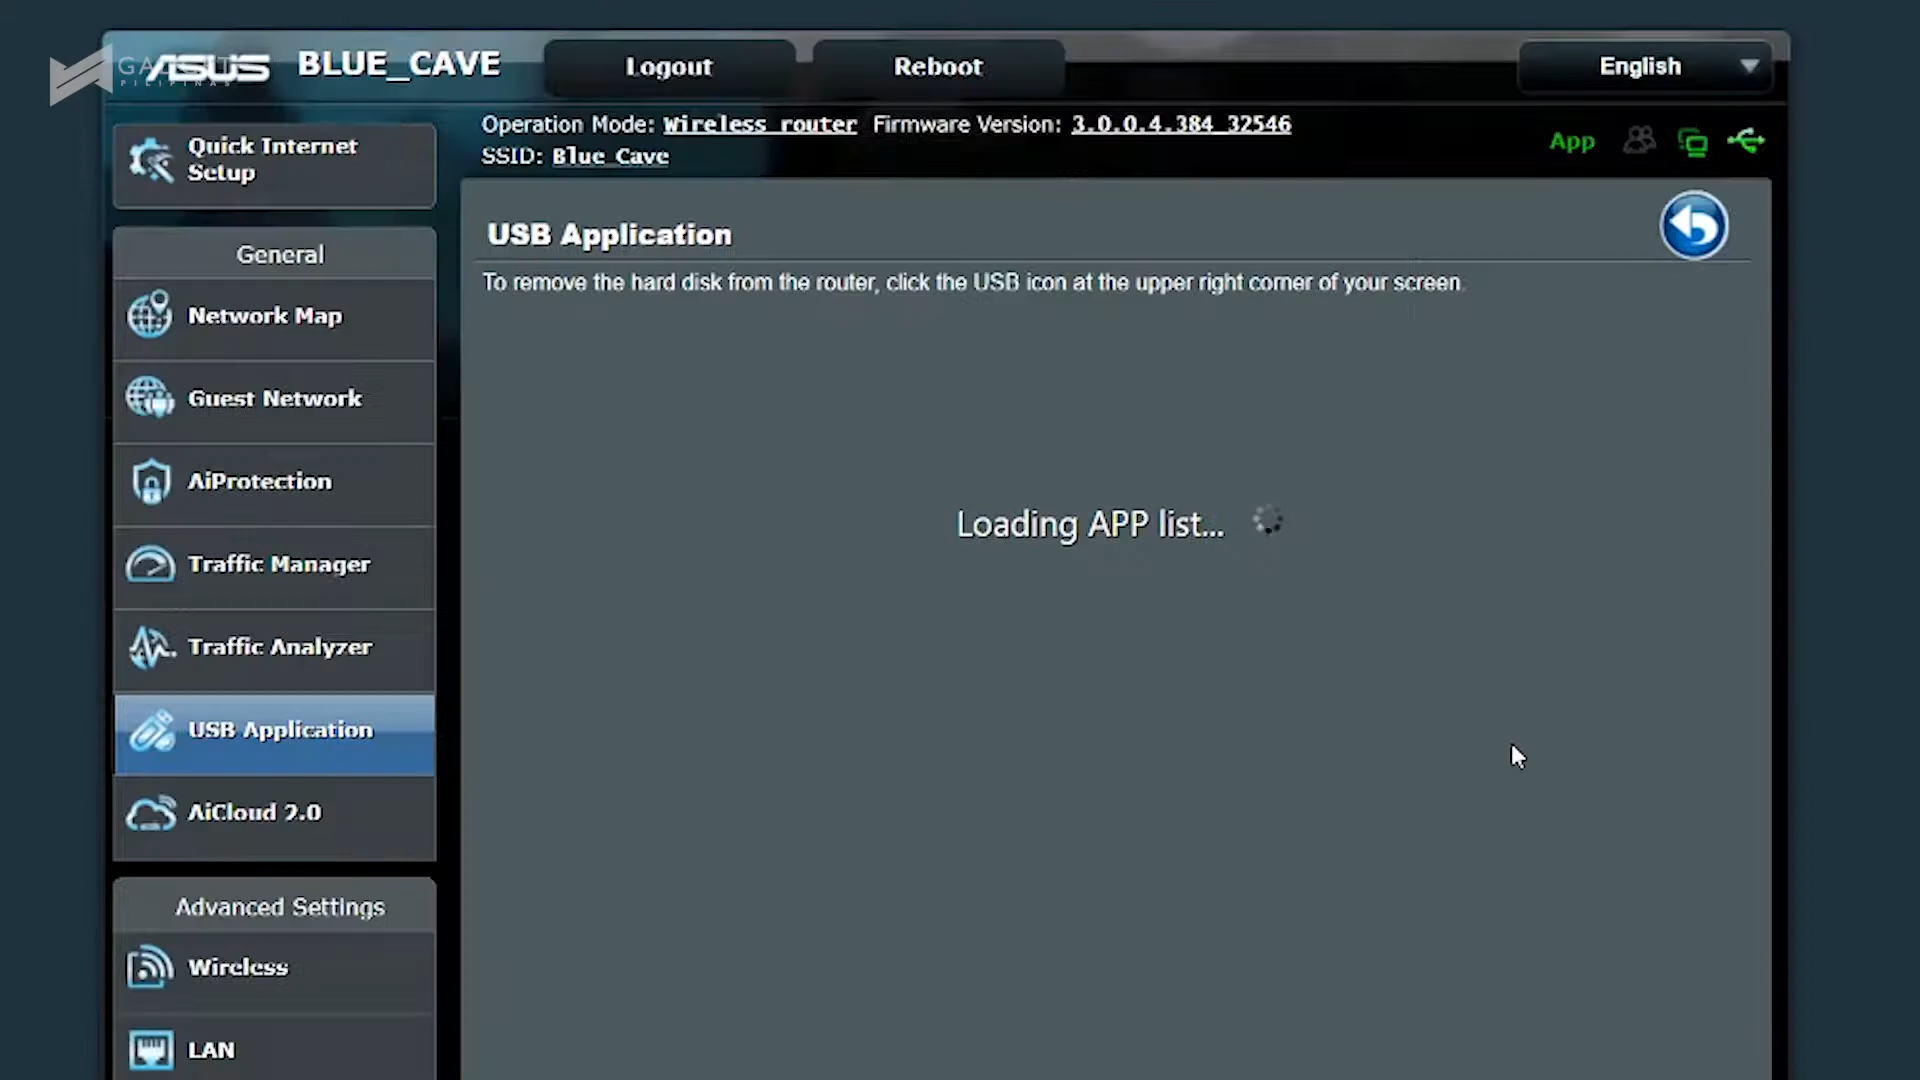 GADGET
PILIPINAS
ASUS BLUE_CAVE
Logout
Reboot
English
Quick Internet
Setup
Operation Mode: Wireless router Firmware Version: 3.0.0.4.384_32546
SSID: Blue_Cave
App
General
Network Map
Guest Network
AiProtection
Traffic Manager
Traffic Analyzer
USB Application
AiCloud 2.0
Advanced Settings
Wireless
LAN
USB Application
To remove the hard disk from the router, click the USB icon at the upper right corner of your screen.
Loading APP list...